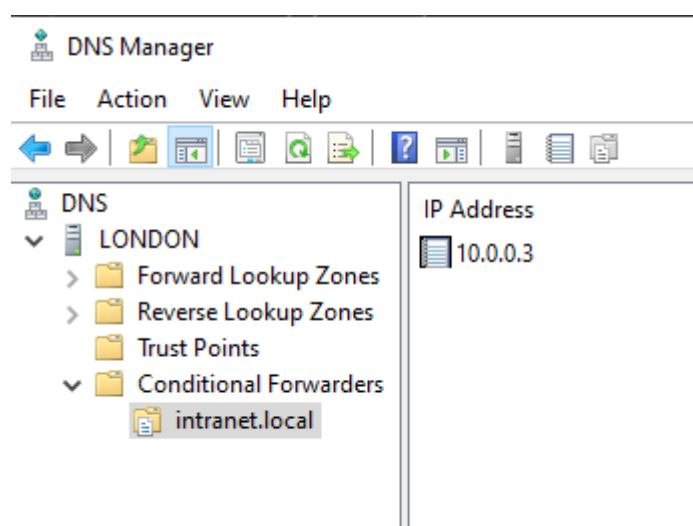 DNS Manager
File Action View Help
DNS
LONDON
Forward Lookup Zones
Reverse Lookup Zones
Trust Points
Conditional Forwarders
intranet.local
IP Address
10.0.0.3